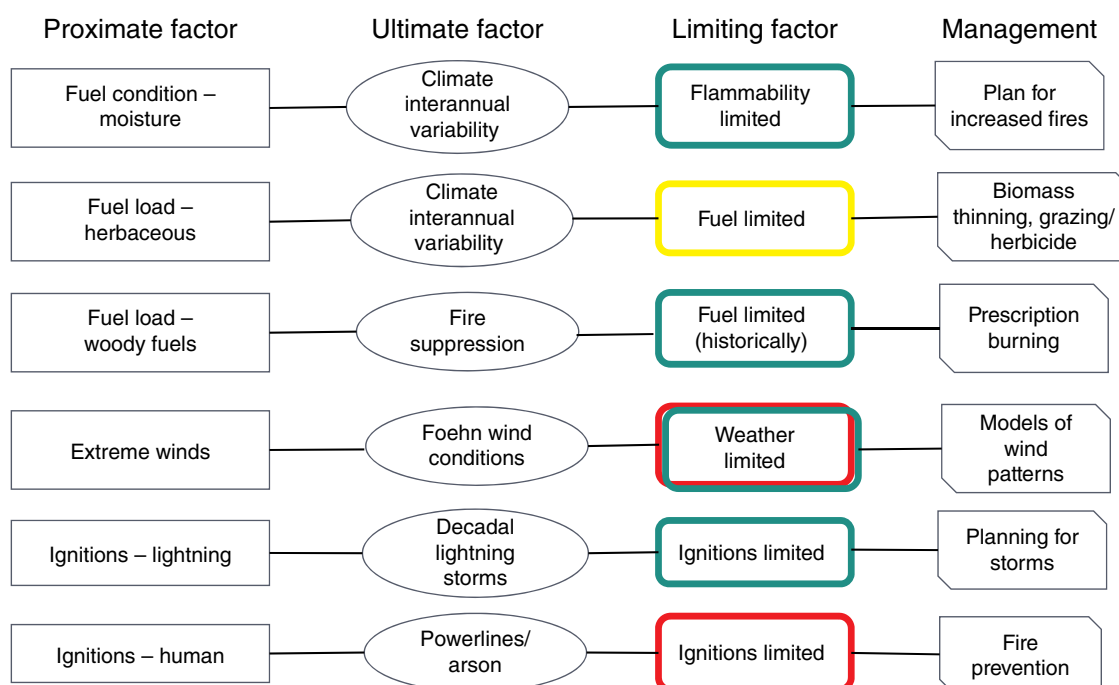 Proximate factor
Ultimate factor
Limiting factor
Management
Fuel condition –
moisture
Climate
interannual
variability
Flammability
limited
Plan for
increased fires
Fuel load –
herbaceous
Climate
interannual
variability
Fuel limited
Biomass
thinning, grazing/
herbicide
Fuel load –
woody fuels
Fire
suppression
Fuel limited
(historically)
Prescription
burning
Extreme winds
Foehn wind
conditions
Weather
limited
Models of
wind
patterns
Ignitions – lightning
Decadal
lightning
storms
Ignitions limited
Planning for
storms
Ignitions – human
Powerlines/
arson
Ignitions limited
Fire
prevention